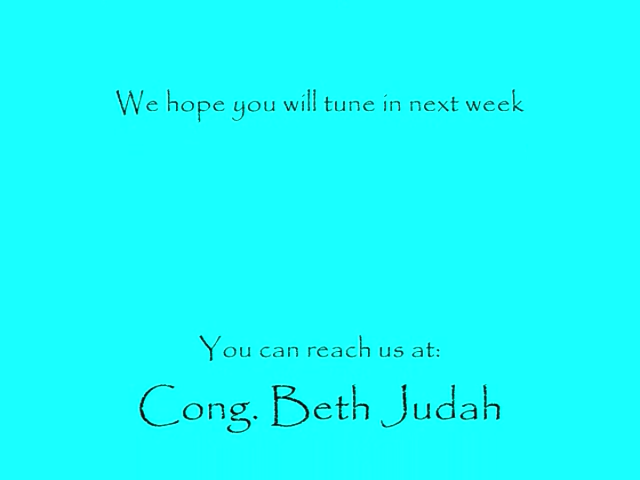 We hope you will tune in next week
You can reach us at:
Cong. Beth Judah